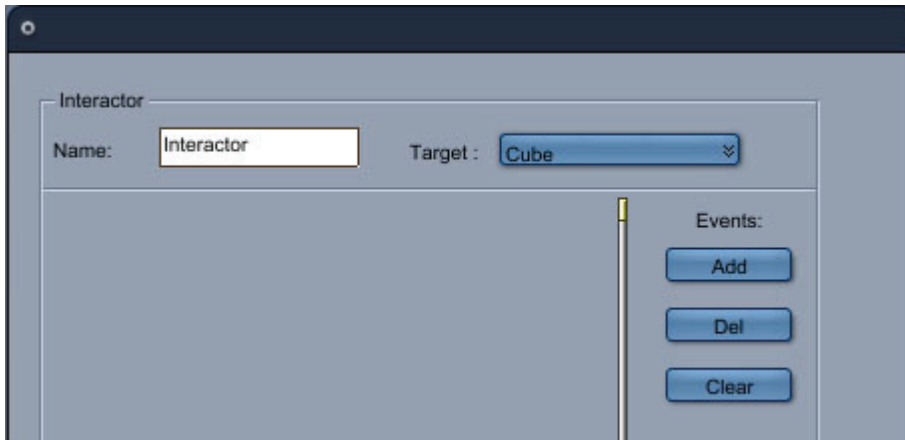 Interactor
Name: Interactor Target : Cube
Events:
Add
Del
Clear